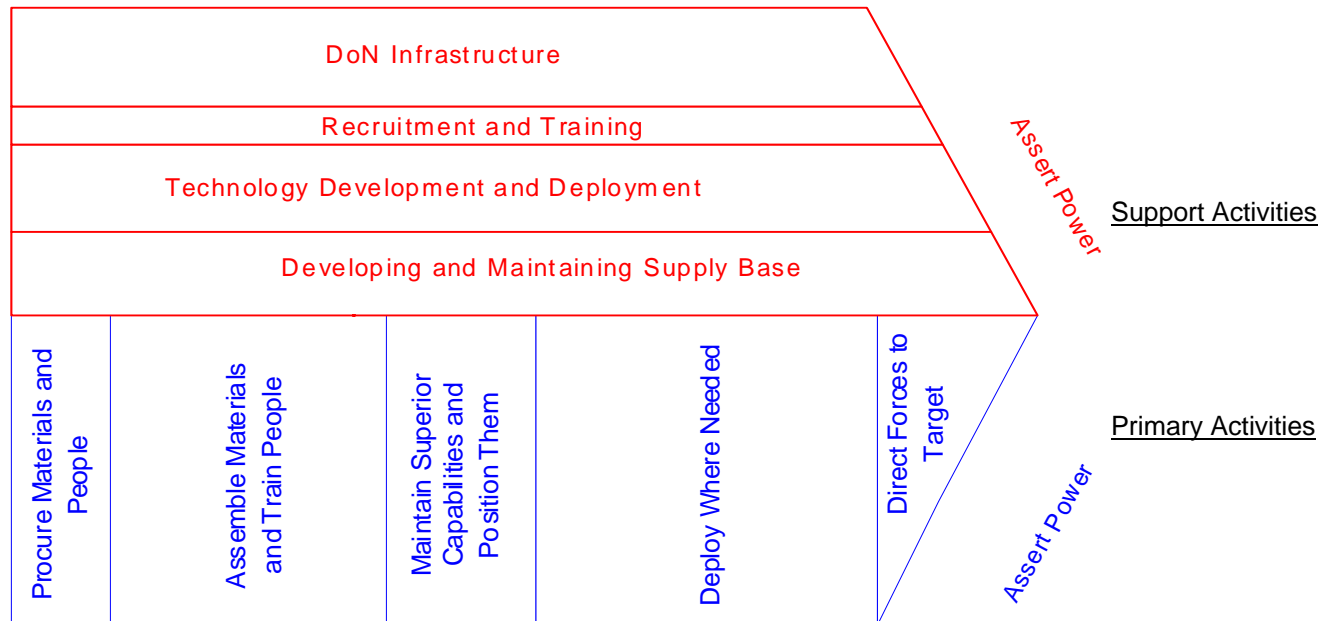 DoN Infrastructure
Recruitment and Training
Technology Development and Deployment
Developing and Maintaining Supply Base
Assert Power
Support Activities
Procure Materials and
People
Assemble Materials
and Train People
Maintain Superior
Capabilities and
Position Them
Deploy Where Needed
Direct Forces to
Target
Assert Power
Primary Activities